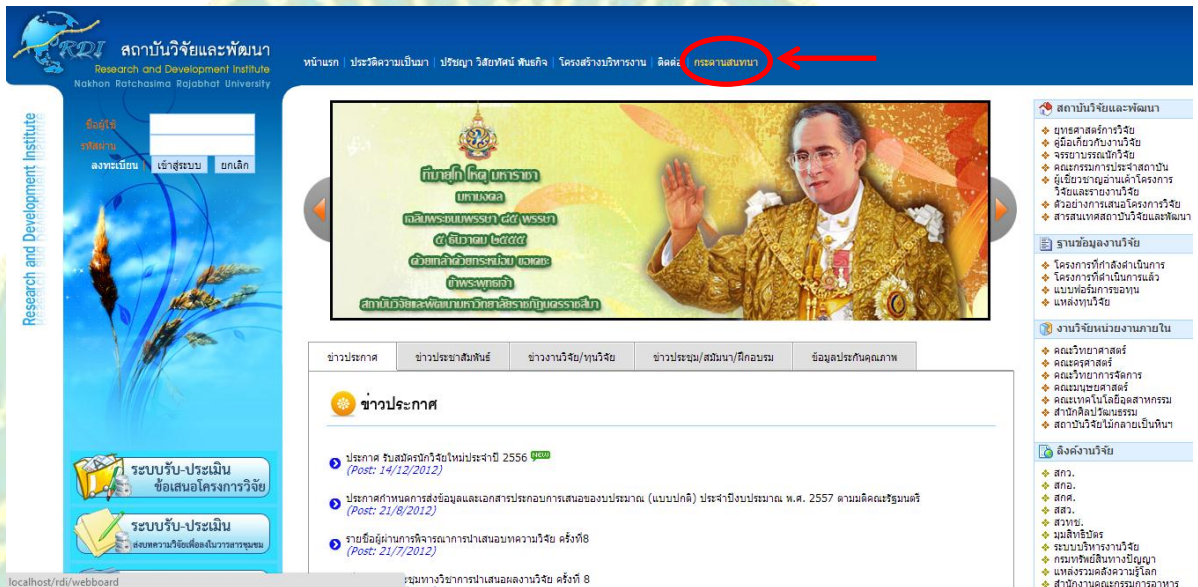 RDI สถาบันวิจัยและพัฒนา
Research and Development Institute
Nakhon Ratchasima Rajabhat University
หน้าแรก | ประวัติความเป็นมา | ปรัชญา วิสัยทัศน์ พันธกิจ | โครงสร้างบริหารงาน | ติดต่อ | กระดานสนทนา
Research and Development Institute
ชื่อผู้ใช้
รหัสผ่าน
ลงทะเบียน | เข้าสู่ระบบ ยกเลิก
ระบบรับ-ประเมิน
ข้อเสนอโครงการวิจัย
ระบบรับ-ประเมิน
ส่งบทความวิจัยเพื่อลงในวารสารชุมชน
localhost/rdi/webboard
ทีฆายุโก โหตุ มหาราชา
มหามงคล
เฉลิมพระชนมพรรษา ๘๕ พรรษา
๕ ธันวาคม ๒๕๕๕
ด้วยเกล้าด้วยกระหม่อม ขอเดชะ
ข้าพระพุทธเจ้า
สถาบันวิจัยและพัฒนามหาวิทยาลัยราชภัฏนครราชสีมา
ข่าวประกาศ ข่าวประชาสัมพันธ์ ข่าวงานวิจัย/ทุนวิจัย ข่าวประชุม/สัมมนา/ฝึกอบรม ข้อมูลประกันคุณภาพ
ข่าวประกาศ
ประกาศ รับสมัครนักวิจัยใหม่ประจำปี 2556 NEW
(Post: 14/12/2012)
ประกาศกำหนดการส่งข้อมูลและเอกสารประกอบการเสนอของบประมาณ (แบบปกติ) ประจำปีงบประมาณ พ.ศ. 2557 ตามมติคณะรัฐมนตรี
(Post: 21/8/2012)
รายชื่อผู้ผ่านการพิจารณาการนำเสนอบทความวิจัย ครั้งที่8
(Post: 21/7/2012)
ะชุมทางวิชาการนำเสนอผลงานวิจัย ครั้งที่ 8
สถาบันวิจัยและพัฒนา
ยุทธศาสตร์การวิจัย
คู่มือเกี่ยวกับงานวิจัย
จรรยาบรรณนักวิจัย
คณะกรรมการประจำสถาบัน
ผู้เชี่ยวชาญอ่านเค้าโครงการ
วิจัยและรายงานวิจัย
ตัวอย่างการเสนอโครงการวิจัย
สารสนเทศสถาบันวิจัยและพัฒนา
ฐานข้อมูลงานวิจัย
โครงการที่กำลังดำเนินการ
โครงการที่ดำเนินการแล้ว
แบบฟอร์มการขอทุน
แหล่งทุนวิจัย
งานวิจัยหน่วยงานภายใน
คณะวิทยาศาสตร์
คณะครุศาสตร์
คณะวิทยาการจัดการ
คณะมนุษยศาสตร์
คณะเทคโนโลยีอุตสาหกรรม
สำนักศิลปวัฒนธรรม
สถาบันวิจัยไม้กลายเป็นหินฯ
ลิงค์งานวิจัย
สกว.
สกอ.
สกศ.
สสว.
สวทช.
มุมสิทธิบัตร
ระบบบริหารงานวิจัย
กรมทรัพย์สินทางปัญญา
แหล่งรวมคลังความรู้โลก
สำนักงานคณะกรรมการอาหาร